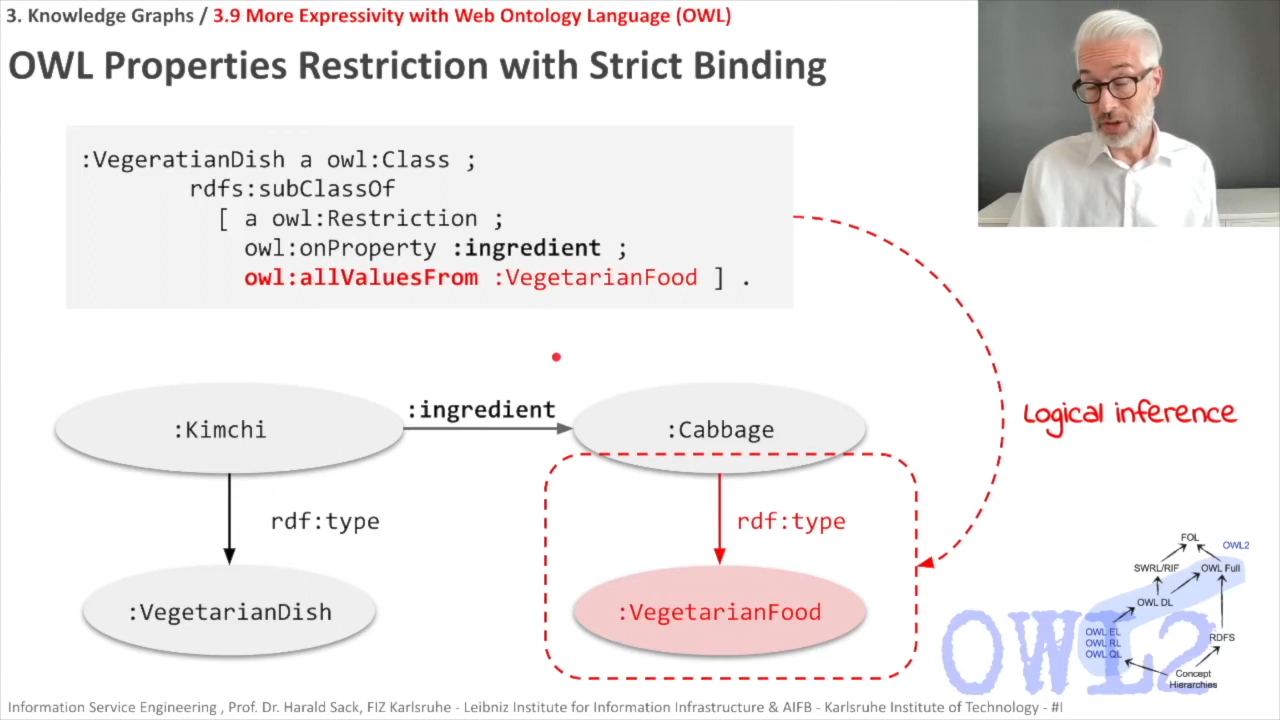 3. Knowledge Graphs / 3.9 More Expressivity with Web Ontology Language (OWL)
OWL Properties Restriction with Strict Binding
:VegeratianDish a owl:Class ;
rdfs:subClassOf
[ a owl:Restriction ;
owl:onProperty :ingredient ;
owl:allValuesFrom :VegetarianFood ] .
:Kimchi
:ingredient
:Cabbage
Logical inference
rdf:type
rdf:type
:VegetarianDish
:VegetarianFood
FOL
OWL2
SWRL/RIF
OWL Full
OWL DL
OWL EL
OWL RL
OWL QL
RDFS
Concept
Hierarchies
OWL2
Information Service Engineering , Prof. Dr. Harald Sack, FIZ Karlsruhe - Leibniz Institute for Information Infrastructure & AIFB - Karlsruhe Institute of Technology - #I